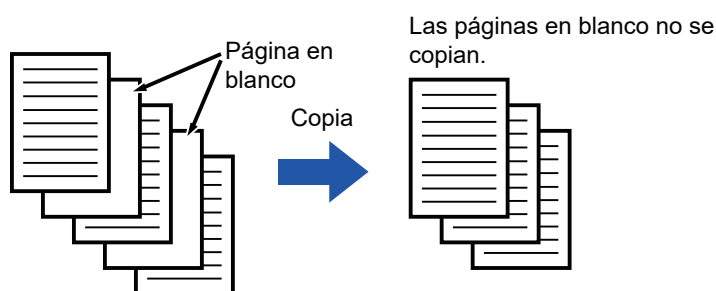 Las páginas en blanco no se
copian.
Página en
blanco
Copia